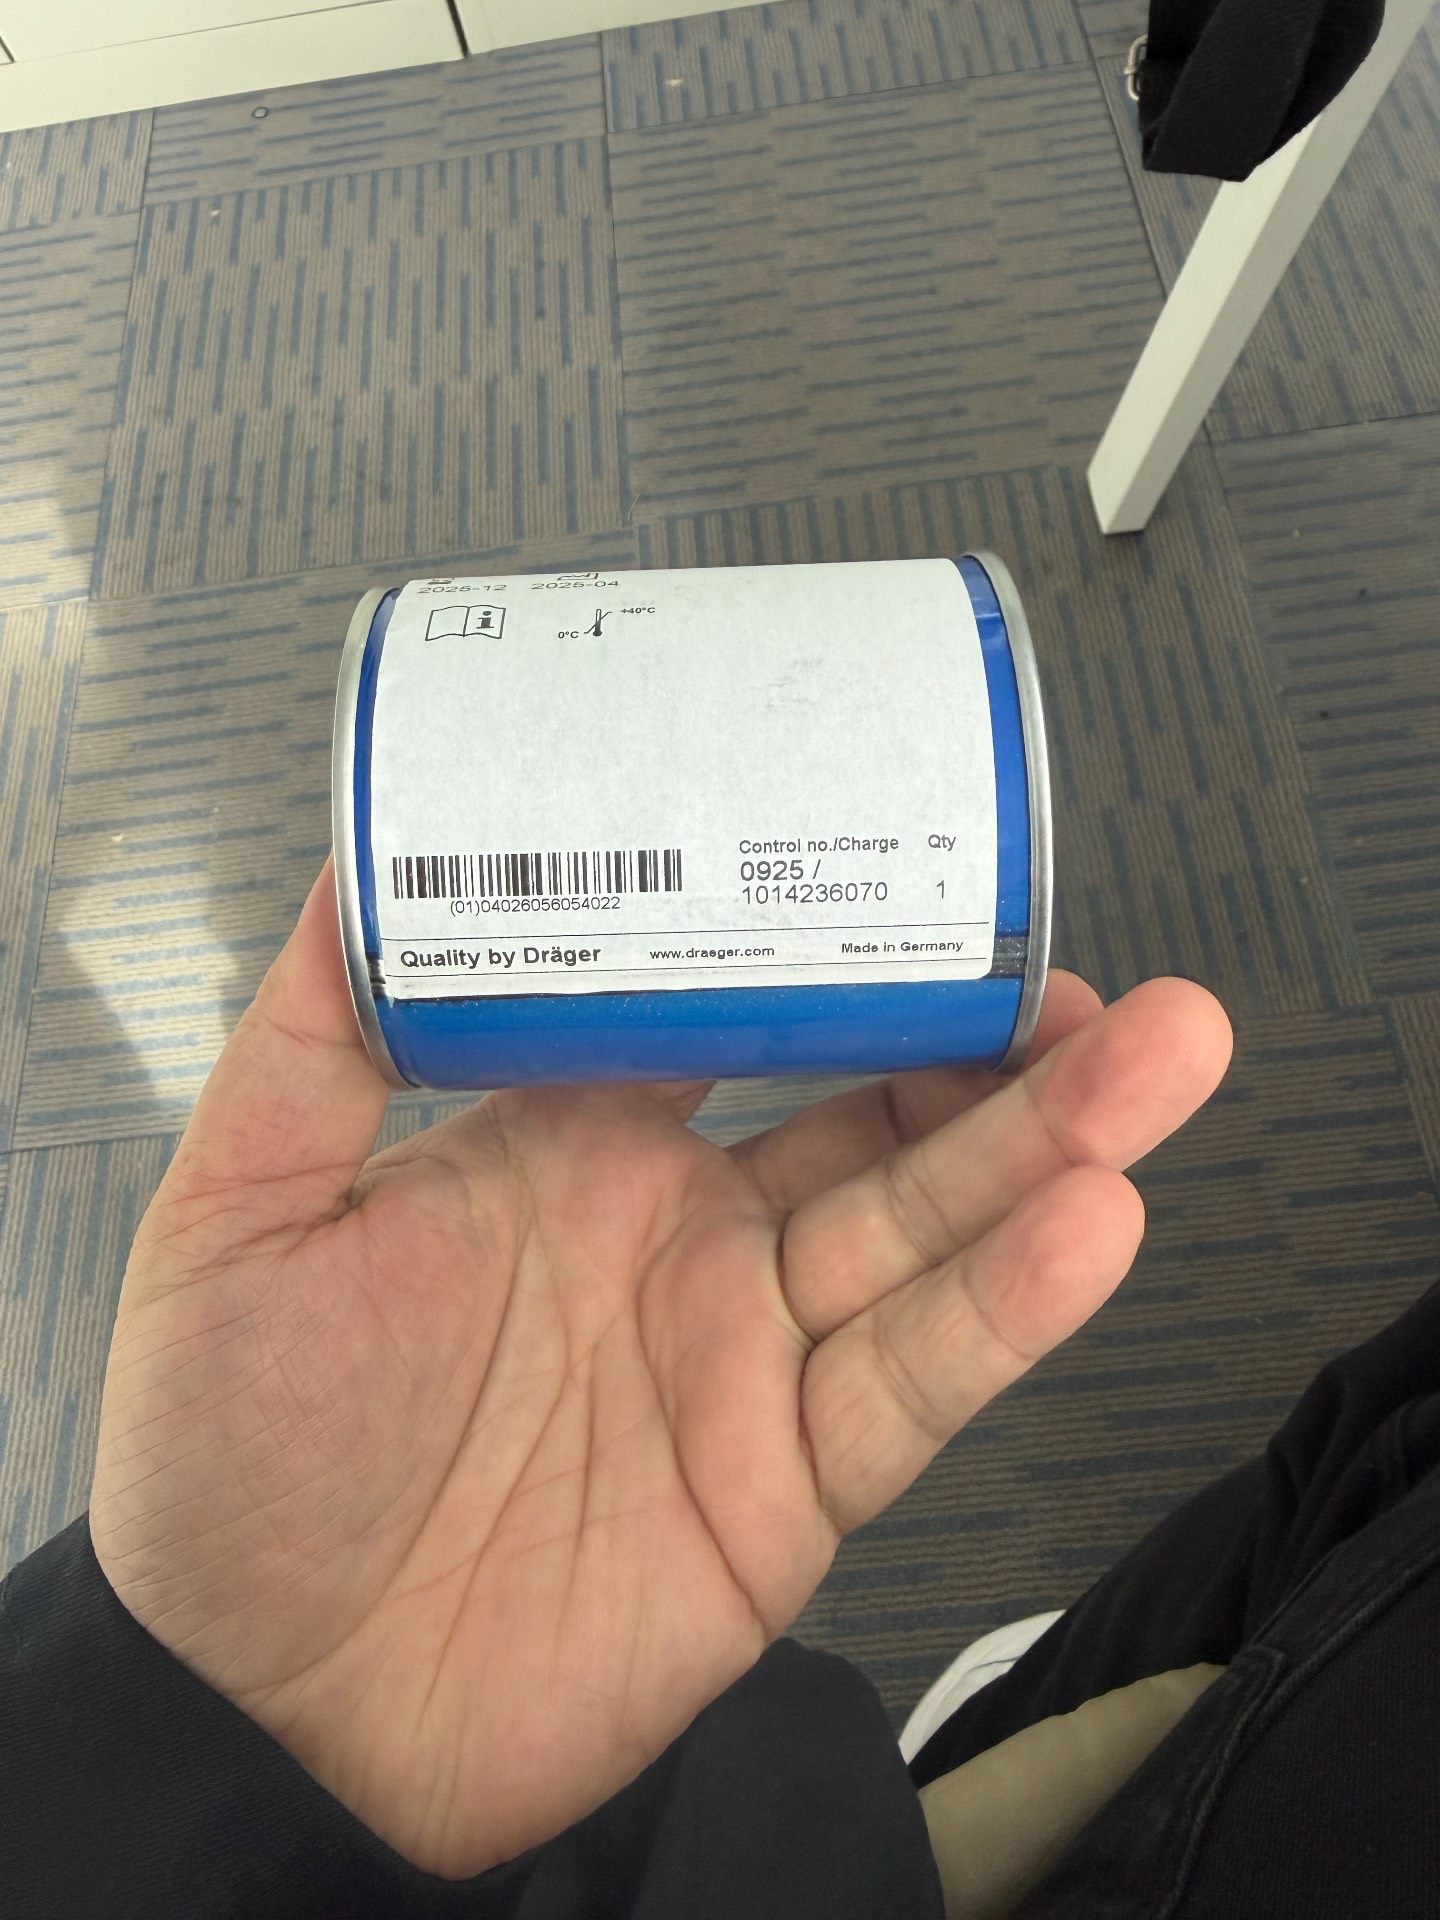 2025-12 2025-04
0°C +40°C
Control no./Charge Qty
0925 /
1014236070 1
(01)04026056054022
Quality by Dräger www.draeger.com Made in Germany